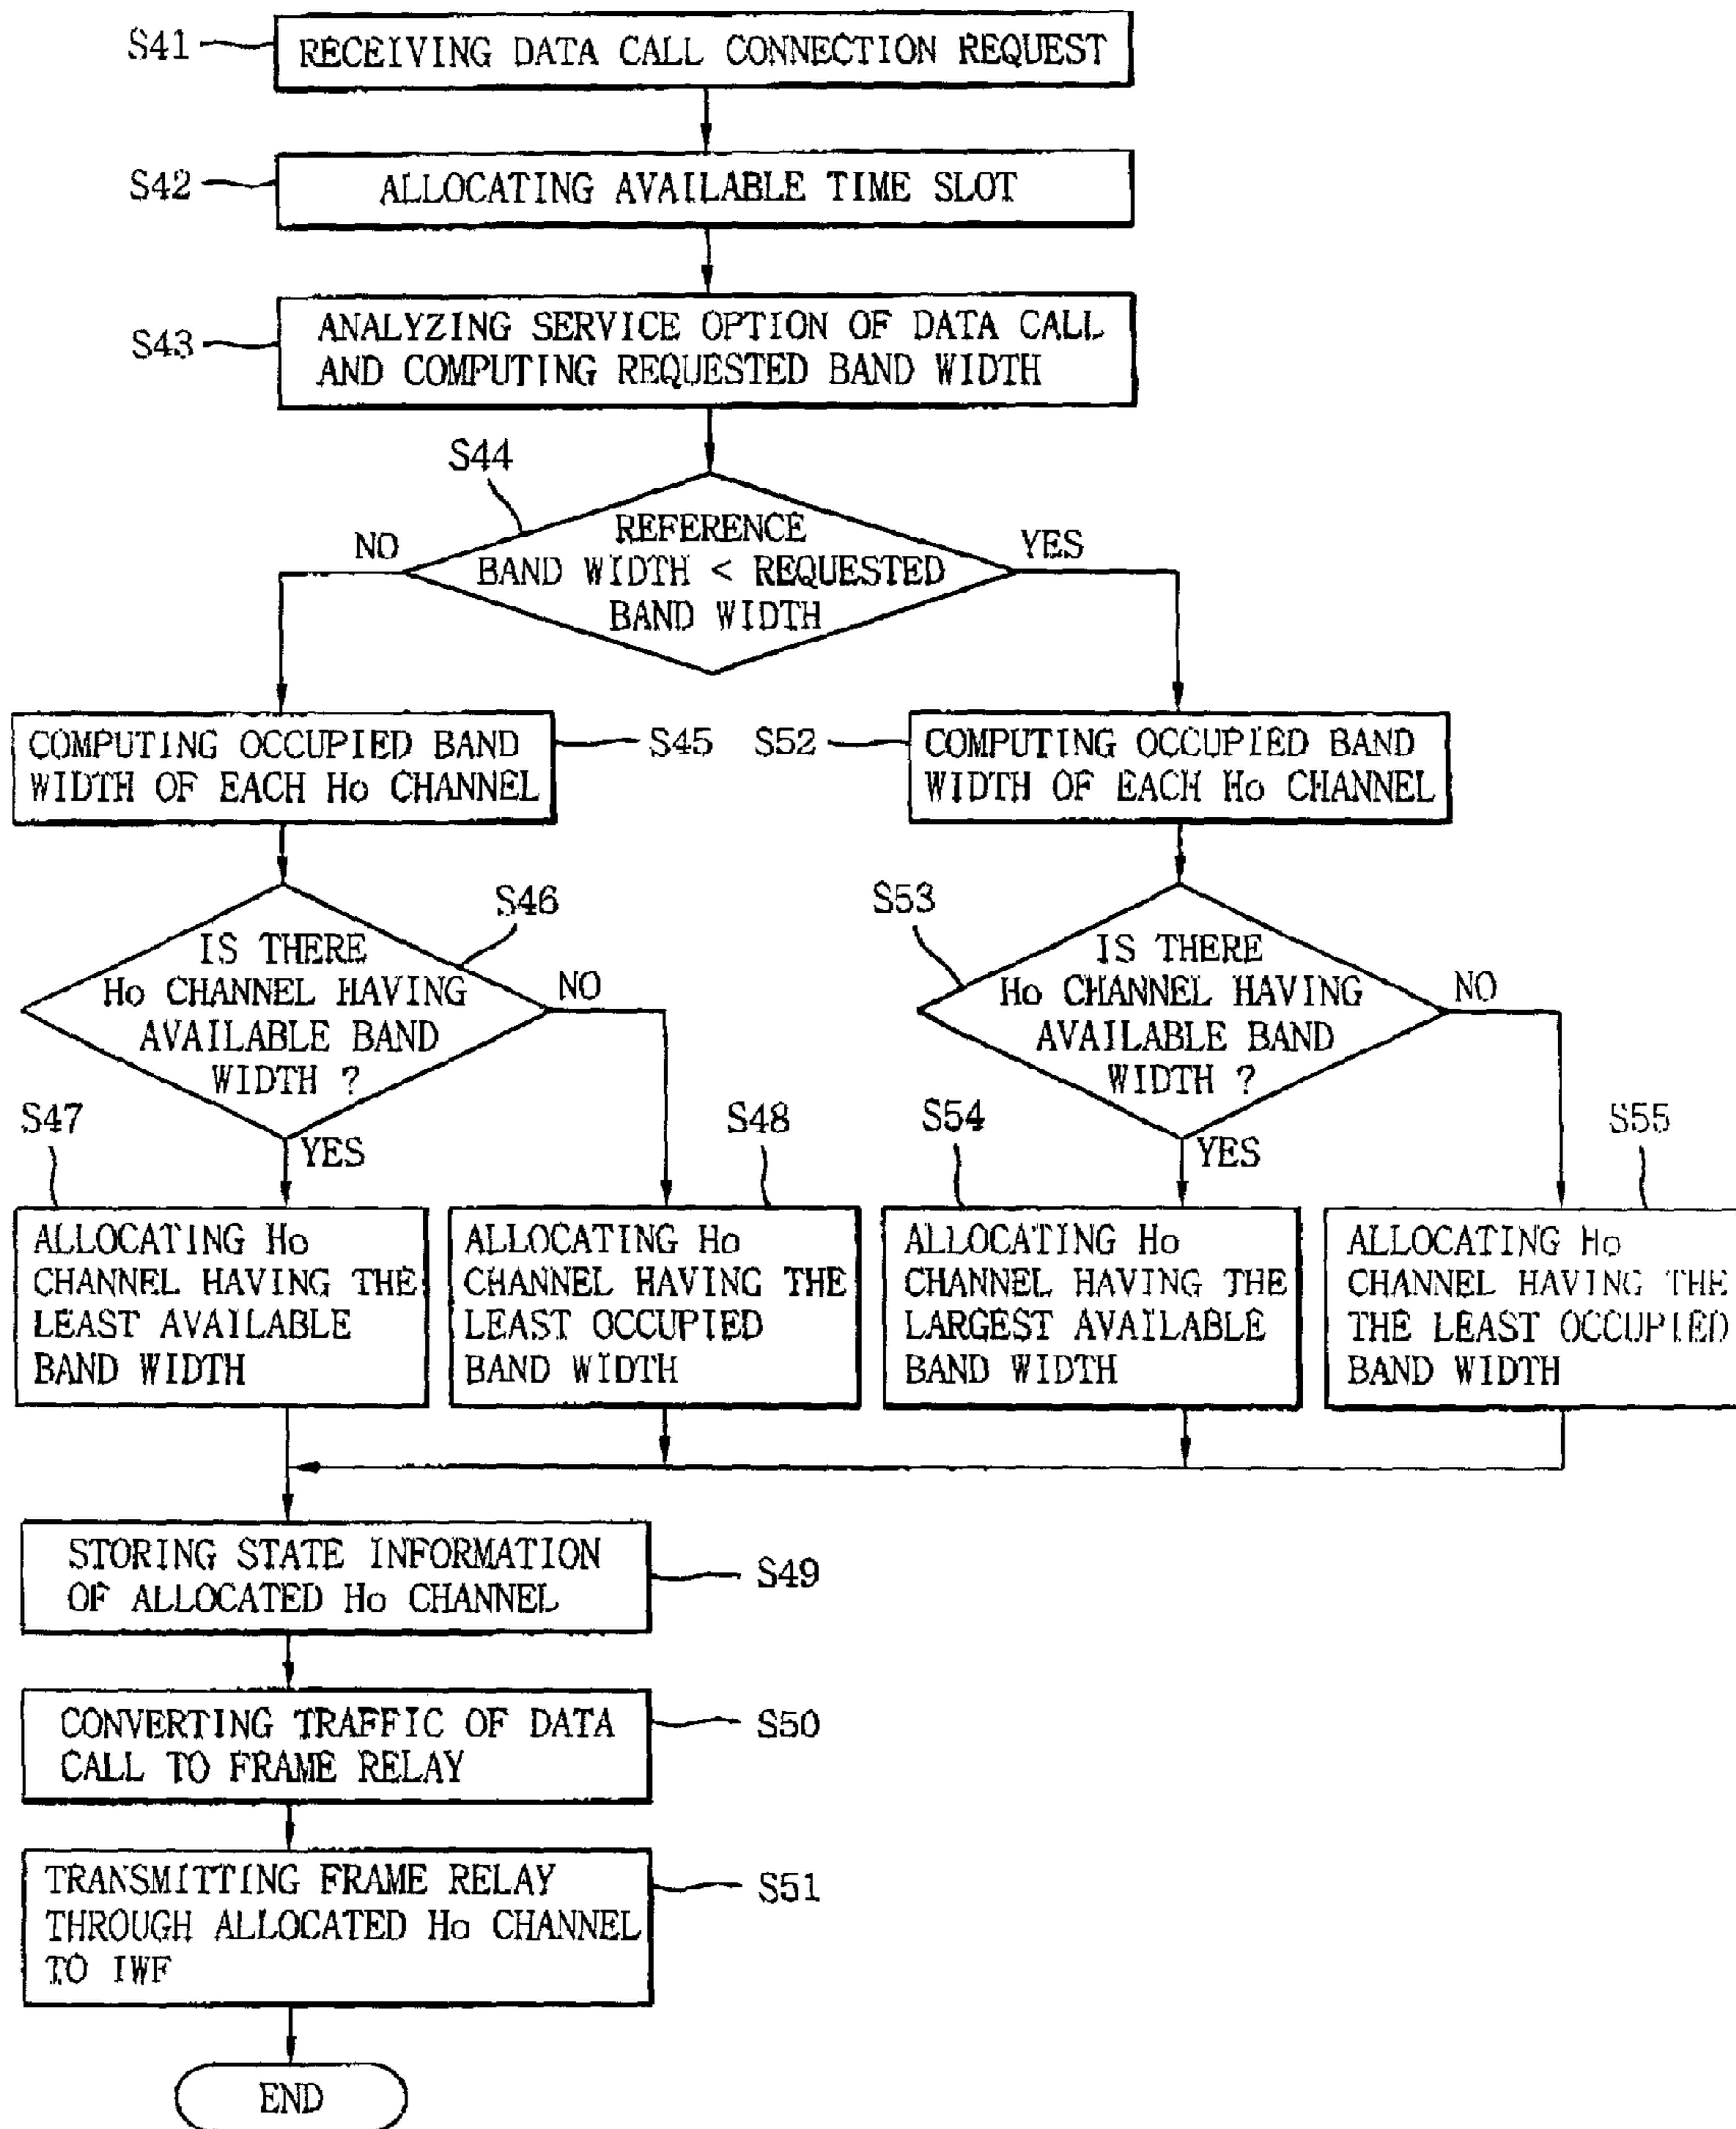 S41
RECEIVING DATA CALL CONNECTION REQUEST
S42
ALLOCATING AVAILABLE TIME SLOT
S43
ANALYZING SERVICE OPTION OF DATA CALL
AND COMPUTING REQUESTED BAND WIDTH
S44
REFERENCE
BAND WIDTH < REQUESTED
BAND WIDTH
NO
YES
COMPUTING OCCUPIED BAND
WIDTH OF EACH Ho CHANNEL
S45
S52
COMPUTING OCCUPIED BAND
WIDTH OF EACH Ho CHANNEL
S46
IS THERE
Ho CHANNEL HAVING
AVAILABLE BAND
WIDTH ?
NO
YES
S53
IS THERE
Ho CHANNEL HAVING
AVAILABLE BAND
WIDTH ?
NO
YES
S47
ALLOCATING Ho
CHANNEL HAVING THE
LEAST AVAILABLE
BAND WIDTH
S48
ALLOCATING Ho
CHANNEL HAVING THE
LEAST OCCUPIED
BAND WIDTH
S54
ALLOCATING Ho
CHANNEL HAVING THE
LARGEST AVAILABLE
BAND WIDTH
S55
ALLOCATING Ho
CHANNEL HAVING THE
THE LEAST OCCUPIED
BAND WIDTH
STORING STATE INFORMATION
OF ALLOCATED Ho CHANNEL
S49
CONVERTING TRAFFIC OF DATA
CALL TO FRAME RELAY
S50
TRANSMITTING FRAME RELAY
THROUGH ALLOCATED Ho CHANNEL
TO IWF
S51
END